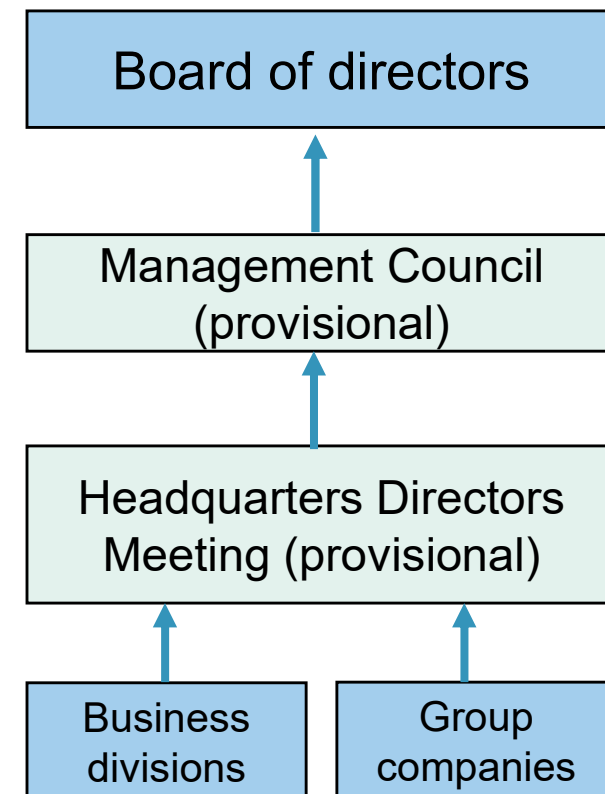 Board of directors
Management Council
(provisional)
Headquarters Directors
Meeting (provisional)
Business
divisions
Group
companies